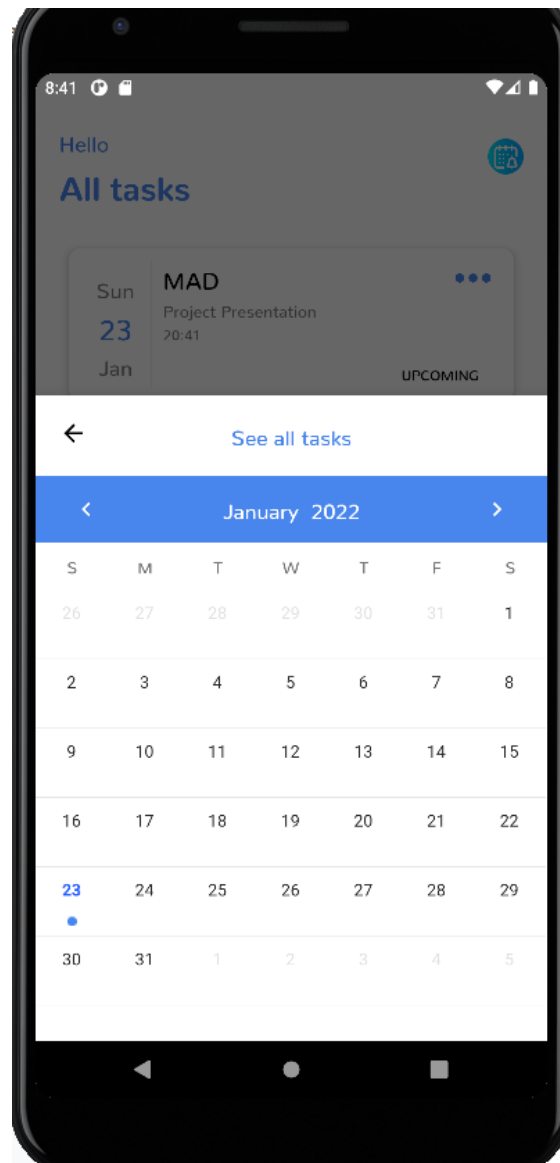 8:41
Hello
All tasks
Sun
23
Jan
MAD
Project Presentation
20:41
UPCOMING
See all tasks
January 2022
S M T W T F S
26 27 28 29 30 31 1
2 3 4 5 6 7 8
9 10 11 12 13 14 15
16 17 18 19 20 21 22
23 24 25 26 27 28 29
30 31 1 2 3 4 5